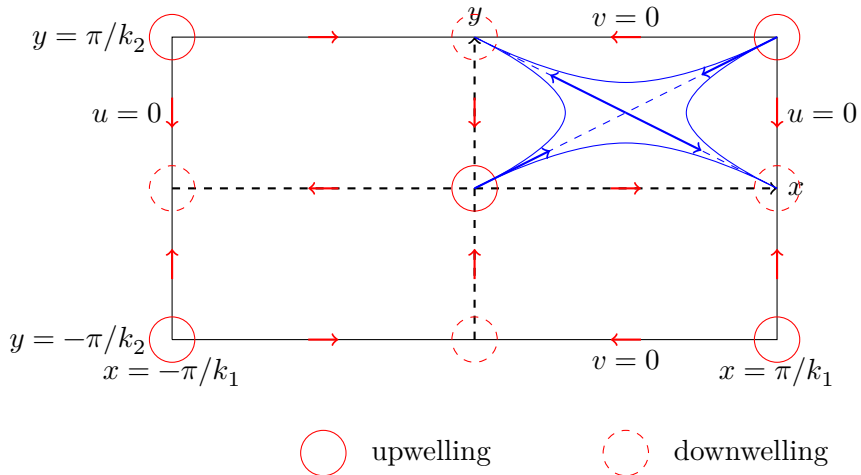 y v = 0
y = π/k₂
u = 0 u = 0
x
y = −π/k₂
v = 0
x = −π/k₁ x = π/k₁
upwelling downwelling